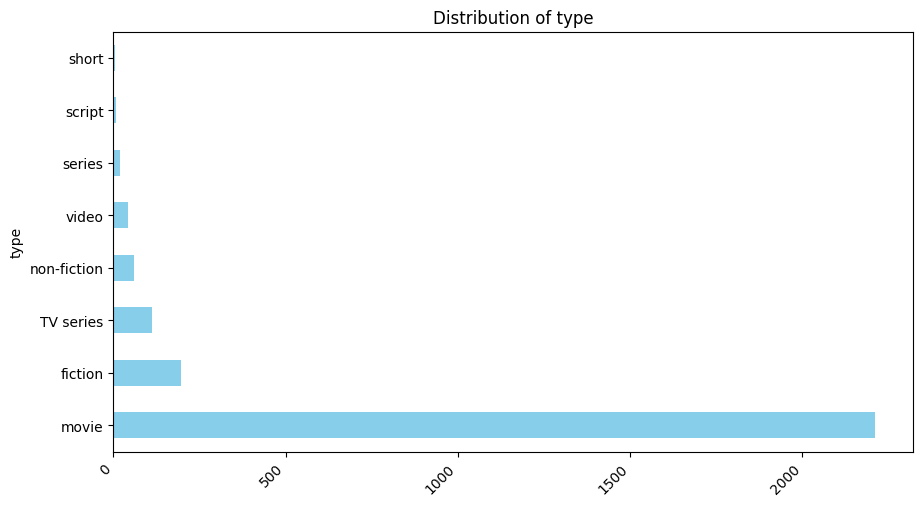 Distribution of type
type
short
script
series
video
non-fiction
TV series
fiction
movie
0
500
1000
1500
2000